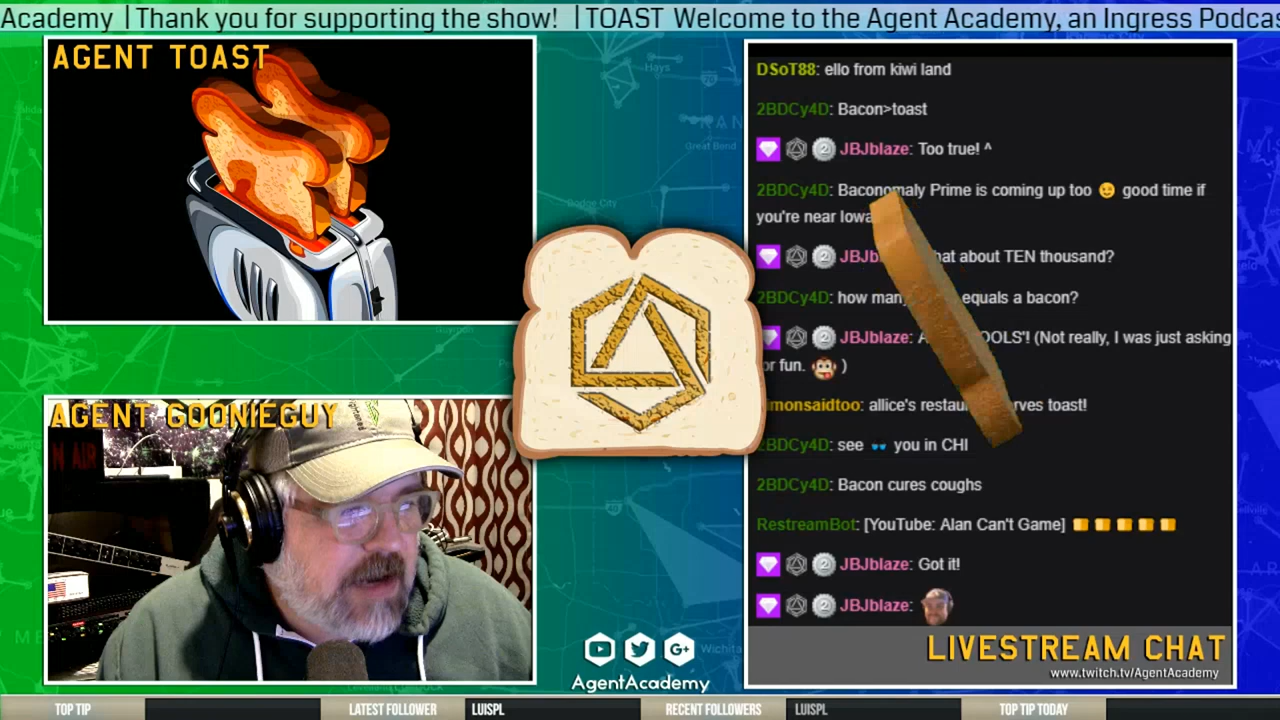 Academy | Thank you for supporting the show! | TOAST Welcome to the Agent Academy, an Ingress Podcas
AGENT TOAST
AGENT GOONIEGUY
ON AIR
DSoT88: ello from kiwi land
2BDCy4D: Bacon>toast
JBJblaze: Too true! ^
2BDCy4D: Baconomaly Prime is coming up too 😉 good time if
you're near Iowa
JBJb hat about TEN thousand?
2BDCy4D: how many equals a bacon?
JBJblaze: A OOLS'! (Not really, I was just asking
or fun. )
imonsaidtoo: allice's restau rves toast!
2BDCy4D: see 🕶 you in CHI
2BDCy4D: Bacon cures coughs
RestreamBot: [YouTube: Alan Can't Game] 🍞 🍞 🍞 🍞 🍞
JBJblaze: Got it!
JBJblaze:
LIVESTREAM CHAT
www.twitch.tv/AgentAcademy
G+
AgentAcademy
TOP TIP LATEST FOLLOWER LUISPL RECENT FOLLOWERS LUISPL TOP TIP TODAY